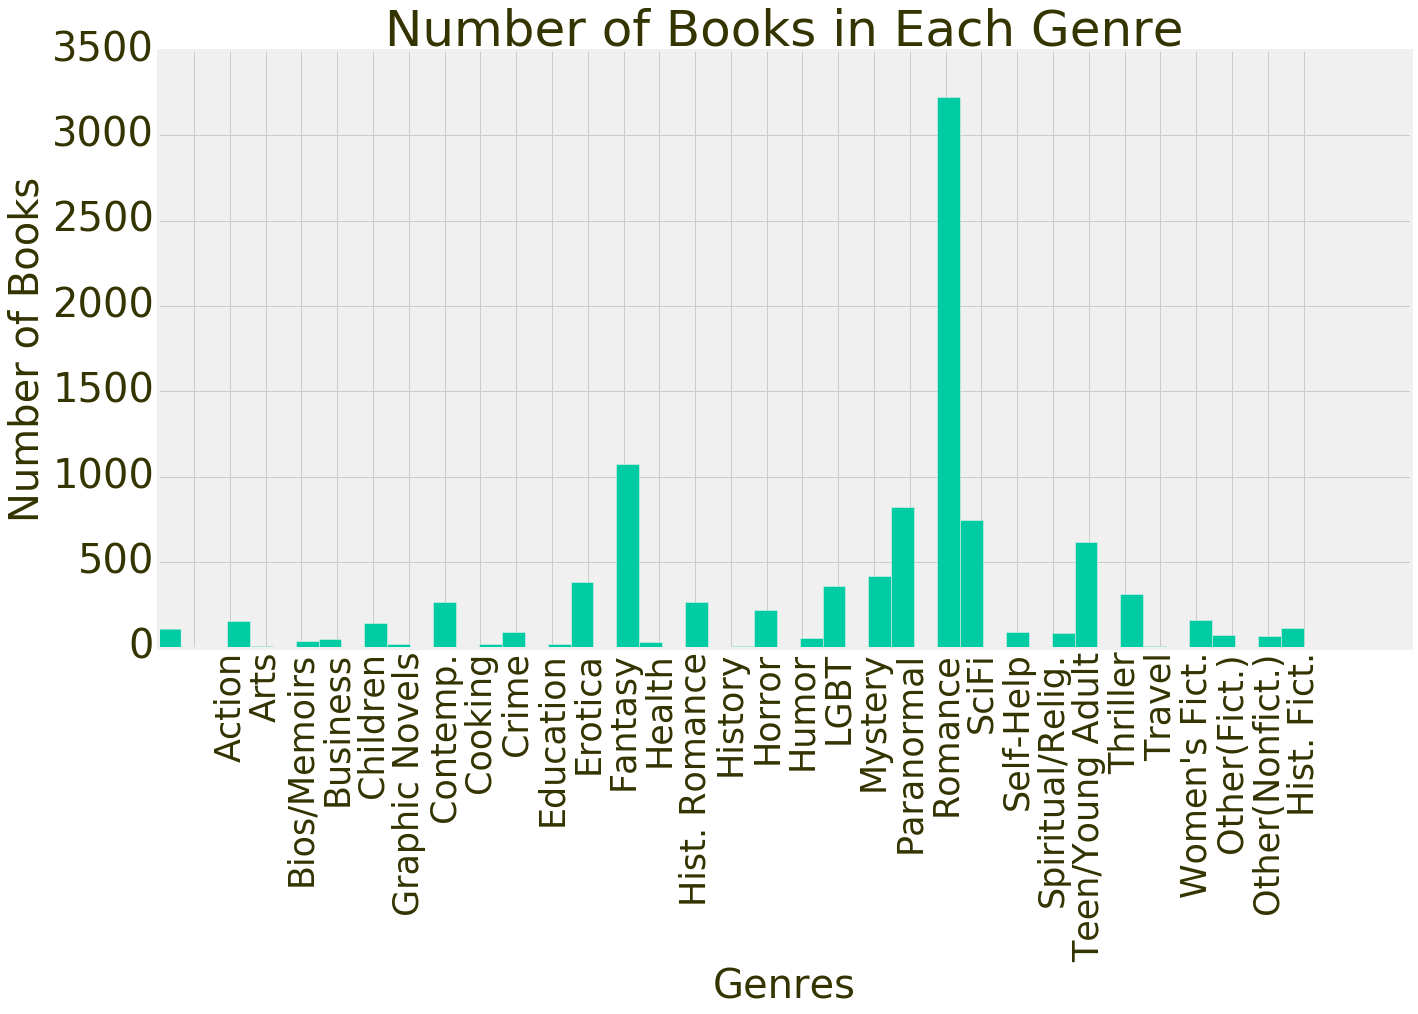 Number of Books in Each Genre
Number of Books
3500
3000
2500
2000
1500
1000
500
0
Action
Arts
Bios/Memoirs
Business
Children
Graphic Novels
Contemp.
Cooking
Crime
Education
Erotica
Fantasy
Health
Hist. Romance
History
Horror
Humor
LGBT
Mystery
Paranormal
Romance
SciFi
Self-Help
Spiritual/Relig.
Teen/Young Adult
Thriller
Travel
Women's Fict.
Other(Fict.)
Other(Nonfict.)
Hist. Fict.
Genres